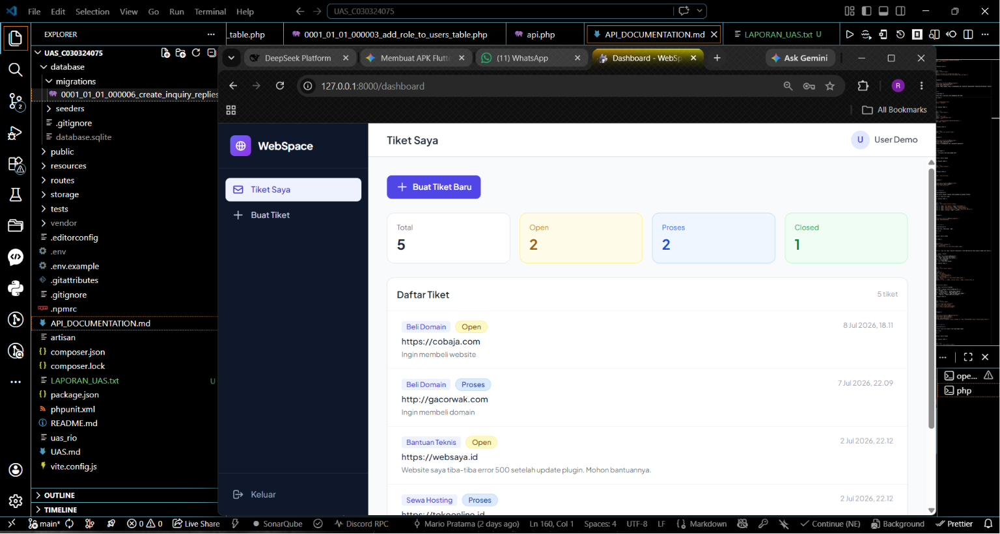 File Edit Selection View Go Run Terminal Help
UAS_C030324075
EXPLORER
_table.php
0001_01_01_000003_add_role_to_users_table.php
api.php
API_DOCUMENTATION.md
LAPORAN_UAS.txt U
UAS_C030324075
database
migrations
0001_01_01_000006_create_inquiry_replies
seeders
.gitignore
database.sqlite
public
resources
routes
storage
tests
vendor
.editorconfig
.env
.env.example
.gitattributes
.gitignore
.npmrc
API_DOCUMENTATION.md
artisan
composer.json
composer.lock
LAPORAN_UAS.txt U
package.json
phpunit.xml
README.md
uas_rio
UAS.md
vite.config.js
OUTLINE
TIMELINE
2
DeepSeek Platform
Membuat APK Flutt
(11) WhatsApp
Dashboard - WebSp
Ask Gemini
127.0.0.1:8000/dashboard
R
All Bookmarks
WebSpace
Tiket Saya
Buat Tiket
Keluar
Tiket Saya
U User Demo
Buat Tiket Baru
Total
5
Open
2
Proses
2
Closed
1
Daftar Tiket
5 tiket
Beli Domain Open 8 Jul 2026, 18.11
https://cobaja.com
Ingin membeli website
Beli Domain Proses 7 Jul 2026, 22.09
http://gacorwak.com
Ingin membeli domain
Bantuan Teknis Open 2 Jul 2026, 22.12
https://websaya.id
Website saya tiba-tiba error 500 setelah update plugin. Mohon bantuannya.
Sewa Hosting Proses 2 Jul 2026, 22.12
https://tokoonline.id
ope...
php
main* 0 0 Live Share SonarQube Discord RPC Mario Pratama (2 days ago) Ln 160, Col 1 Spaces: 4 UTF-8 LF Markdown Continue (NE) Background Prettier